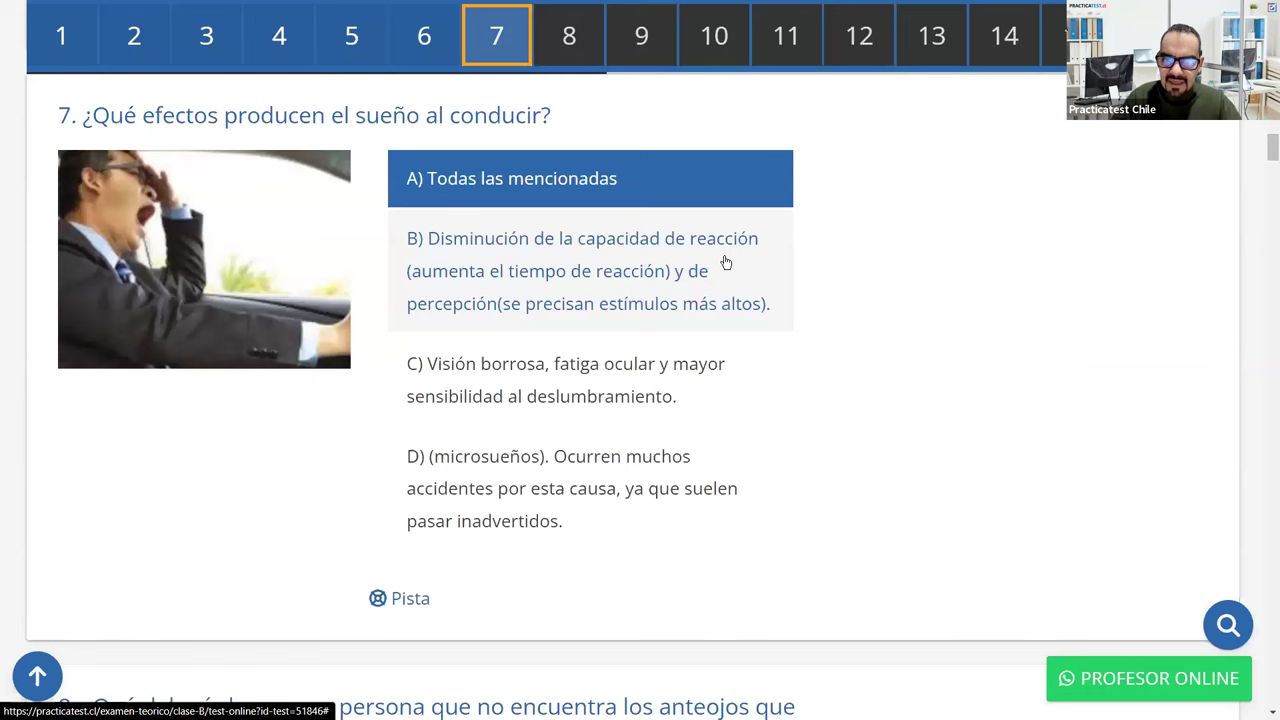 1 2 3 4 5 6 7 8 9 10 11 12 13 14
PRACTICATEST.cl
Practicatest Chile
7. ¿Qué efectos producen el sueño al conducir?
A) Todas las mencionadas
B) Disminución de la capacidad de reacción
(aumenta el tiempo de reacción) y de
percepción(se precisan estímulos más altos).
C) Visión borrosa, fatiga ocular y mayor
sensibilidad al deslumbramiento.
D) (microsueños). Ocurren muchos
accidentes por esta causa, ya que suelen
pasar inadvertidos.
Pista
PROFESOR ONLINE
persona que no encuentra los anteojos que
https://practicatest.cl/examen-teorico/clase-B/test-online?id-test=51846#